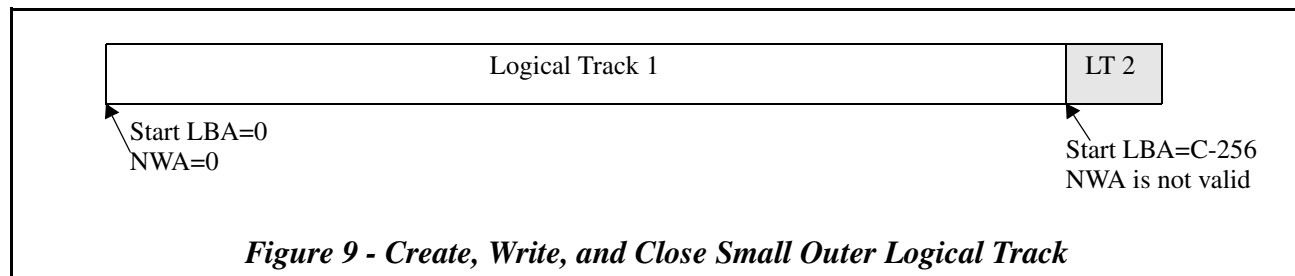 Logical Track 1
LT 2
Start LBA=0
NWA=0
Start LBA=C-256
NWA is not valid
Figure 9 - Create, Write, and Close Small Outer Logical Track